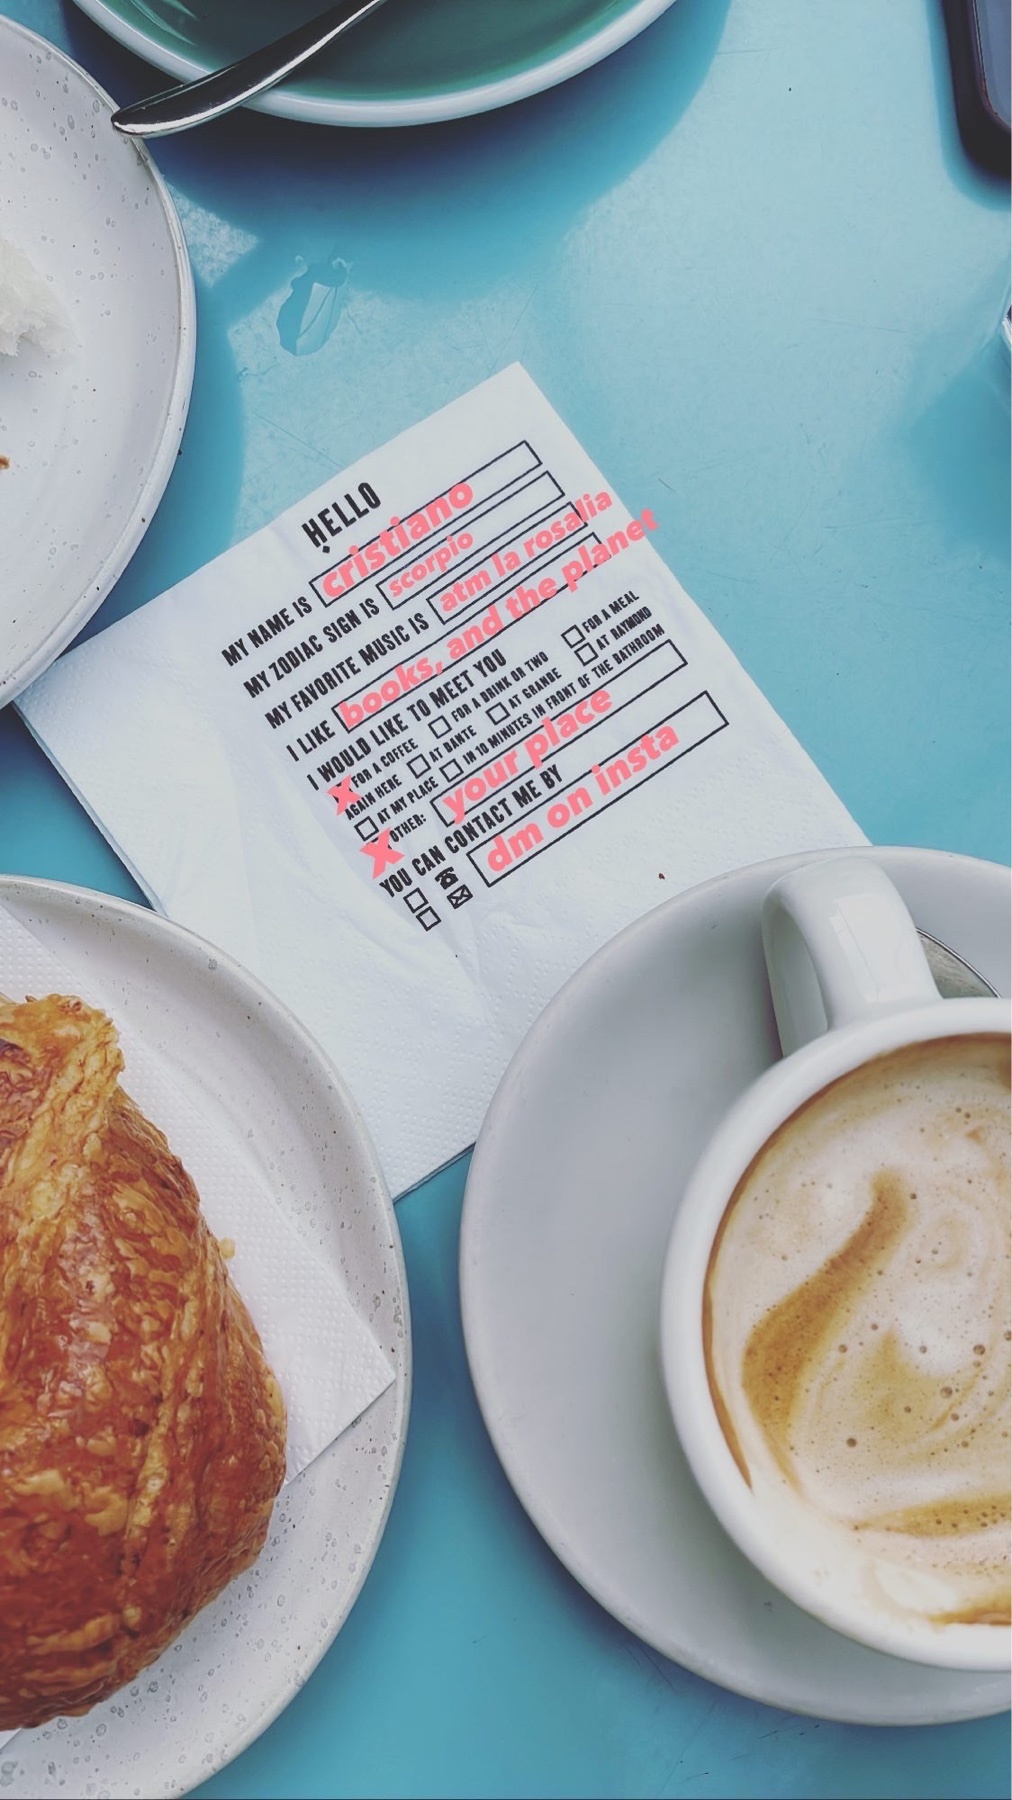 HELLO
MY NAME IS cristiano
MY ZODIAC SIGN IS scorpio
MY FAVORITE MUSIC IS atm la rosalia
I LIKE books, and the planet
I WOULD LIKE TO MEET YOU
X FOR A COFFEE FOR A DRINK OR TWO FOR A MEAL
AGAIN HERE AT DANTE AT GRANDE AT RAYMOND
AT MY PLACE IN 10 MINUTES IN FRONT OF THE BATHROOM
X OTHER: your place
YOU CAN CONTACT ME BY
dm on insta